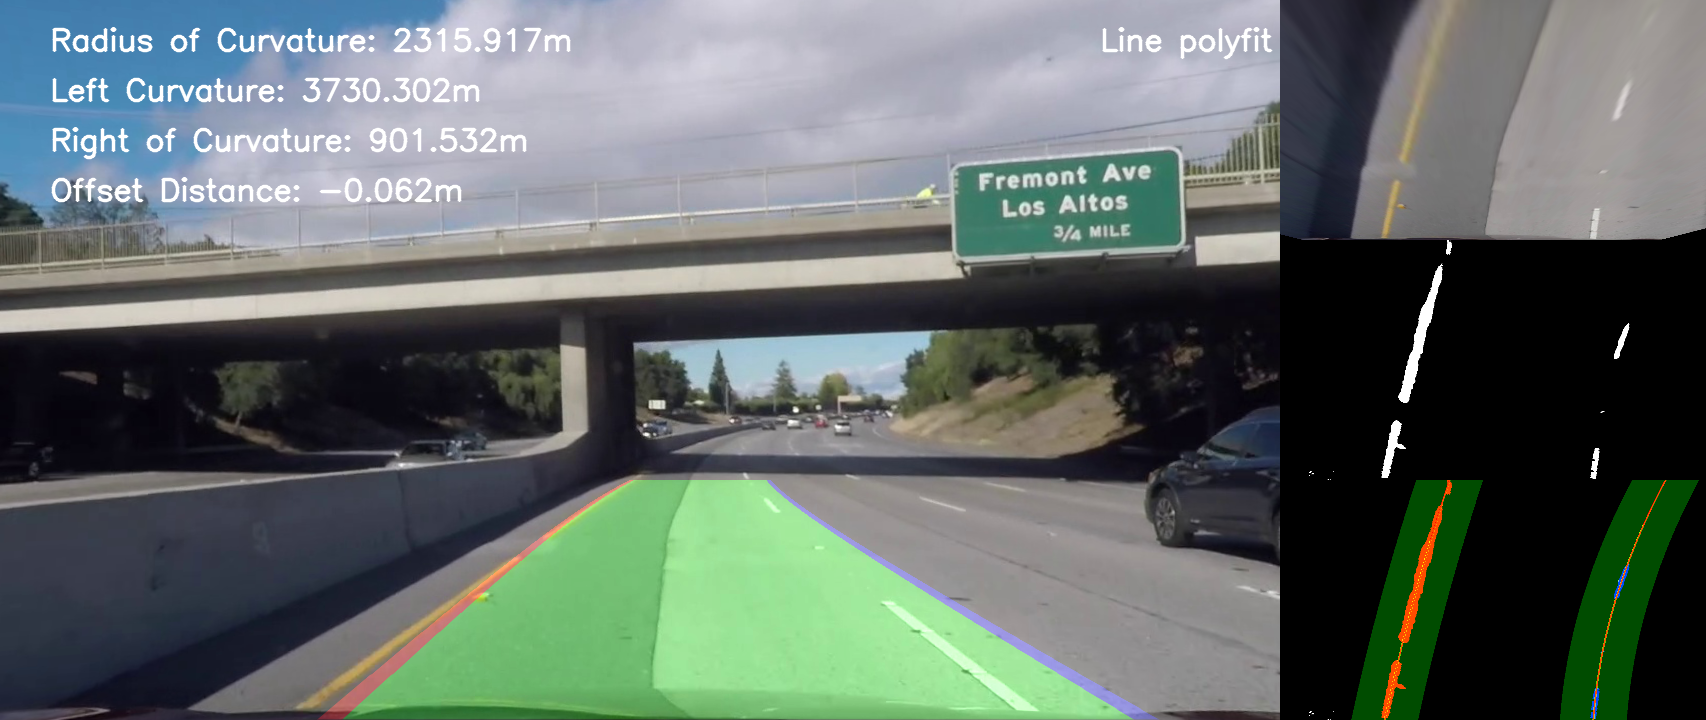 Radius of Curvature: 2315.917m
Line polyfit
Left Curvature: 3730.302m
Right of Curvature: 901.532m
Offset Distance: −0.062m
Fremont Ave
Los Altos
3/4 MILE